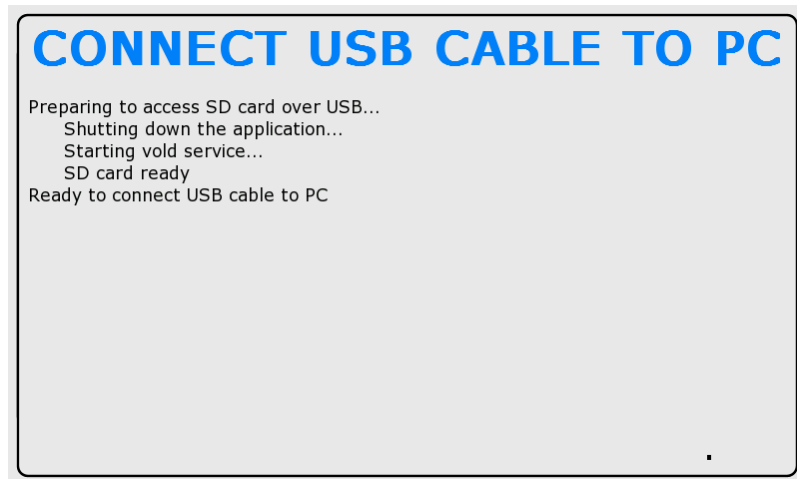 CONNECT USB CABLE TO PC
Preparing to access SD card over USB...
Shutting down the application...
Starting vold service...
SD card ready
Ready to connect USB cable to PC
.